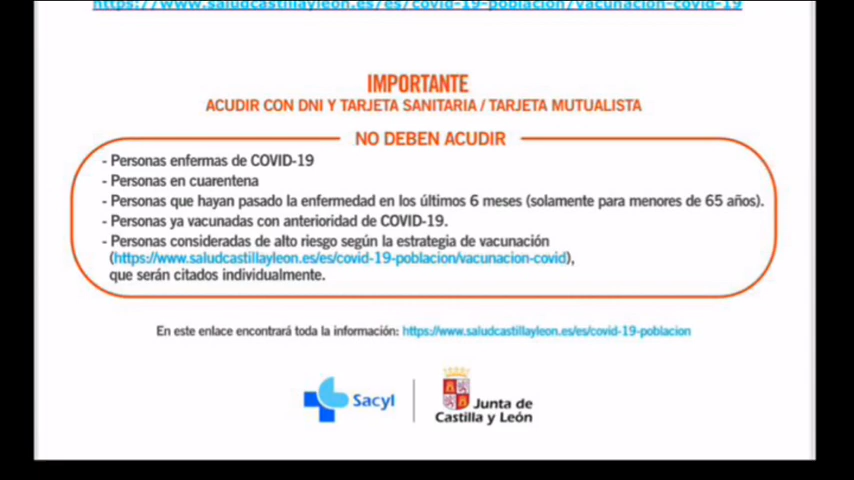 https://www.saludcastillayleon.es/es/covid-19-poblacion/vacunacion-covid-19
IMPORTANTE
ACUDIR CON DNI Y TARJETA SANITARIA / TARJETA MUTUALISTA
NO DEBEN ACUDIR
- Personas enfermas de COVID-19
- Personas en cuarentena
- Personas que hayan pasado la enfermedad en los últimos 6 meses (solamente para menores de 65 años).
- Personas ya vacunadas con anterioridad de COVID-19.
- Personas consideradas de alto riesgo según la estrategia de vacunación
(https://www.saludcastillayleon.es/es/covid-19-poblacion/vacunacion-covid),
que serán citados individualmente.
En este enlace encontrará toda la información: https://www.saludcastillayleon.es/es/covid-19-poblacion
Sacyl
Junta de
Castilla y León